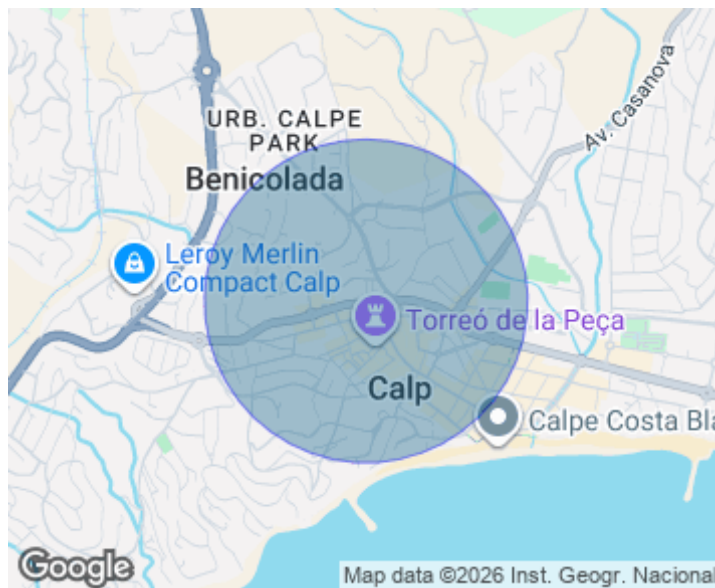 URB. CALPE
PARK
Benicolada
Av. Casanova
Leroy Merlin
Compact Calp
Torreó de la Peça
Calp
Calpe Costa Bla
Google
Map data ©2026 Inst. Geogr. Nacional